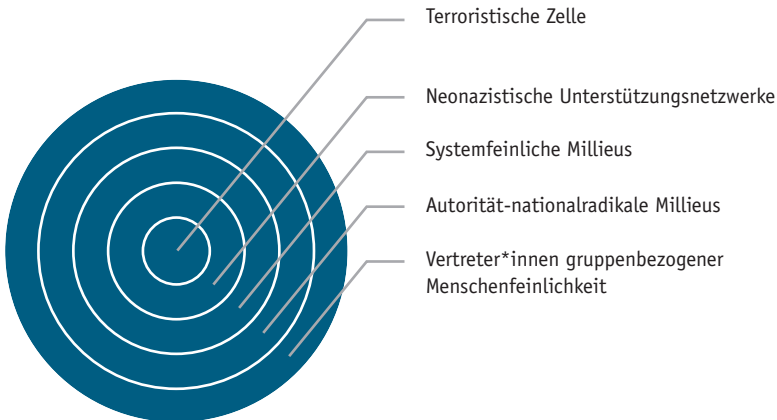 Terroristische Zelle
Neonazistische Unterstützungsnetzwerke
Systemfeinliche Millieus
Autorität-nationalradikale Millieus
Vertreter*innen gruppenbezogener
Menschenfeinlichkeit